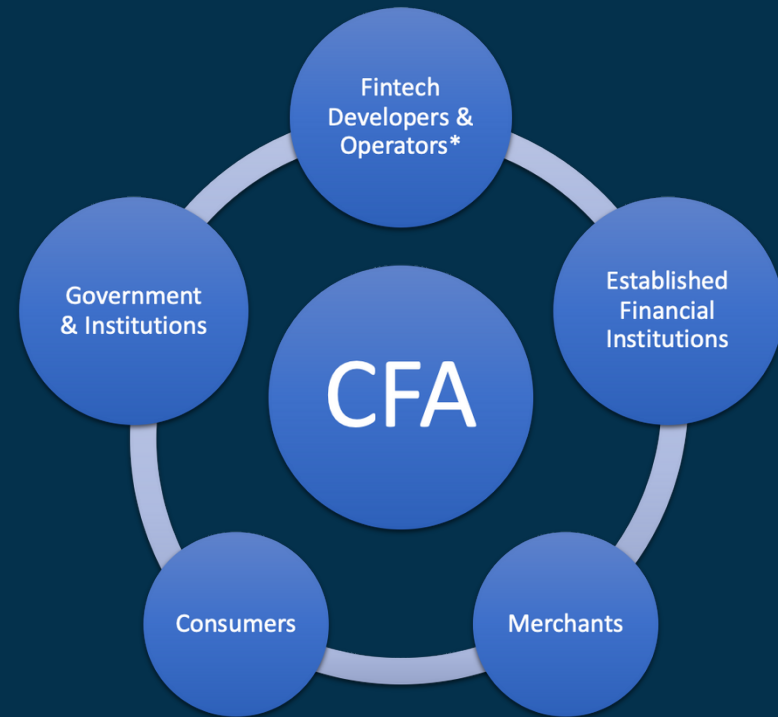 Fintech
Developers &
Operators*
Government
& Institutions
Established
Financial
Institutions
CFA
Consumers
Merchants